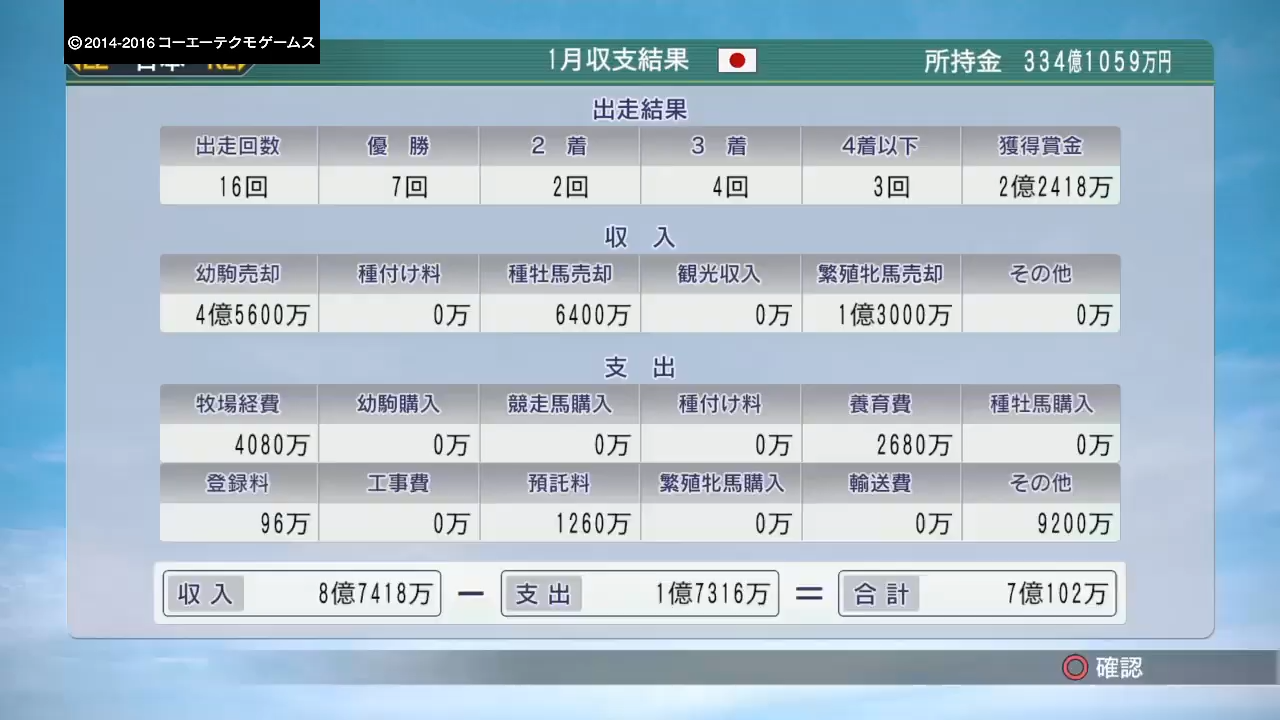 ©2014-2016 コーエーテクモゲームス
1月収支結果 所持金 334億1059万円
出走結果
出走回数 優 勝 2 着 3 着 4着以下 獲得賞金
16回 7回 2回 4回 3回 2億2418万
収 入
幼駒売却 種付け料 種牡馬売却 観光収入 繁殖牝馬売却 その他
4億5600万 0万 6400万 0万 1億3000万 0万
支 出
牧場経費 幼駒購入 競走馬購入 種付け料 養育費 種牡馬購入
4080万 0万 0万 0万 2680万 0万
登録料 工事費 預託料 繁殖牝馬購入 輸送費 その他
96万 0万 1260万 0万 0万 9200万
収 入 8億7418万 － 支 出 1億7316万 ＝ 合 計 7億102万
確認